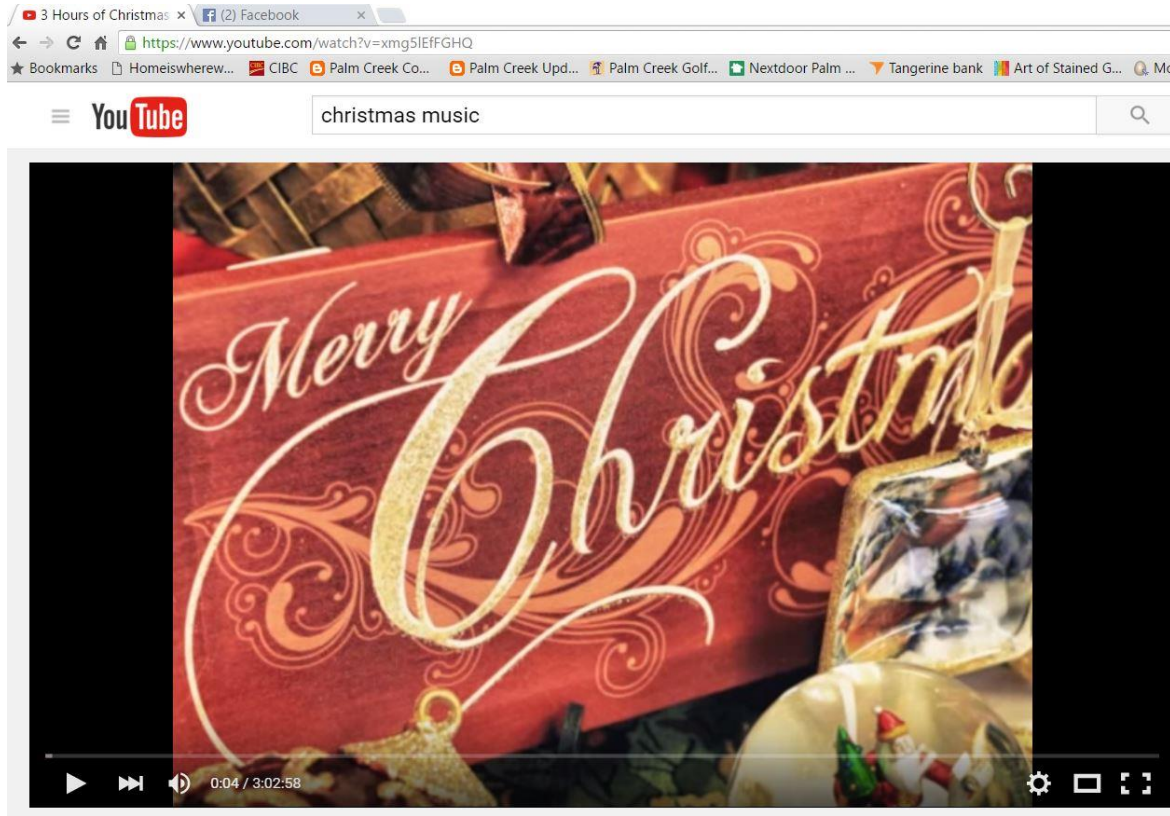 3 Hours of Christmas
(2) Facebook
https://www.youtube.com/watch?v=xmg5lEfFGHQ
Bookmarks Homeiswherew... CIBC Palm Creek Co... Palm Creek Upd... Palm Creek Golf... Nextdoor Palm ... Tangerine bank Art of Stained G... Mo
YouTube
christmas music
Merry
Christma
0:04 / 3:02:58